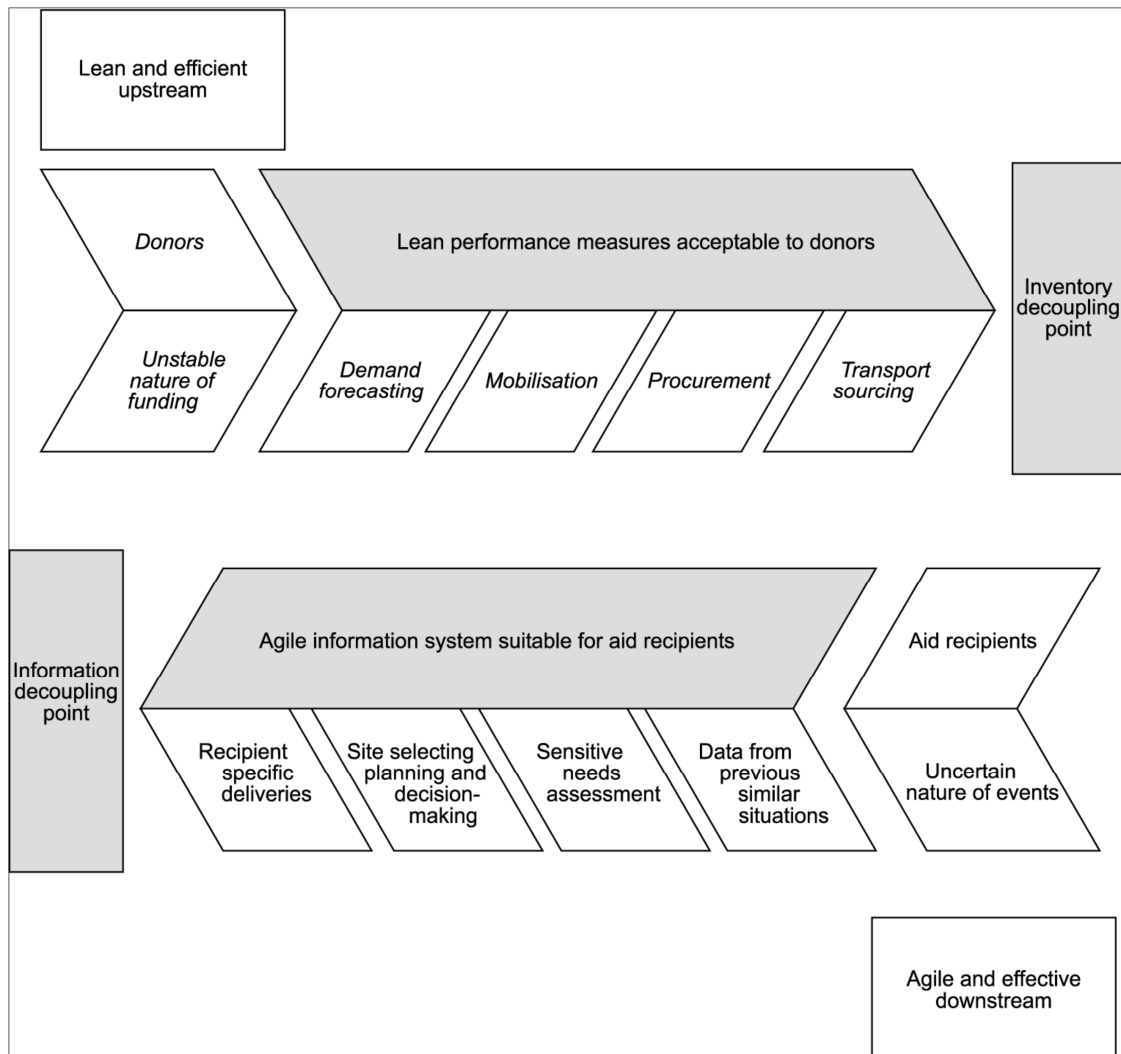 Lean and efficient
upstream
Donors
Lean performance measures acceptable to donors
Inventory
decoupling
point
Unstable
nature of
funding
Demand
forecasting
Mobilisation
Procurement
Transport
sourcing
Information
decoupling
point
Agile information system suitable for aid recipients
Aid recipients
Recipient
specific
deliveries
Site selecting
planning and
decision-
making
Sensitive
needs
assessment
Data from
previous
similar
situations
Uncertain
nature of events
Agile and effective
downstream